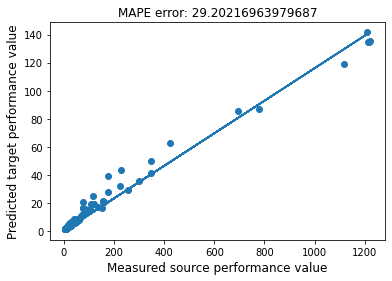 MAPE error: 29.20216963979687
Predicted target performance value
140
120
100
80
60
40
20
0
0 200 400 600 800 1000 1200
Measured source performance value